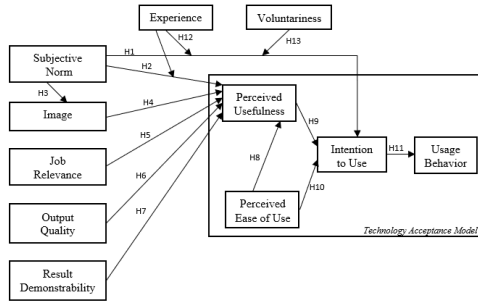 Experience
Voluntariness
H12
H1
H13
Subjective
Norm
H2
H3
Image
H4
Perceived
Usefulness
H9
H5
Job
Relevance
Intention
to Use
H11
Usage
Behavior
H8
H6
H10
H7
Output
Quality
Perceived
Ease of Use
Technology Acceptance Model
Result
Demonstrability